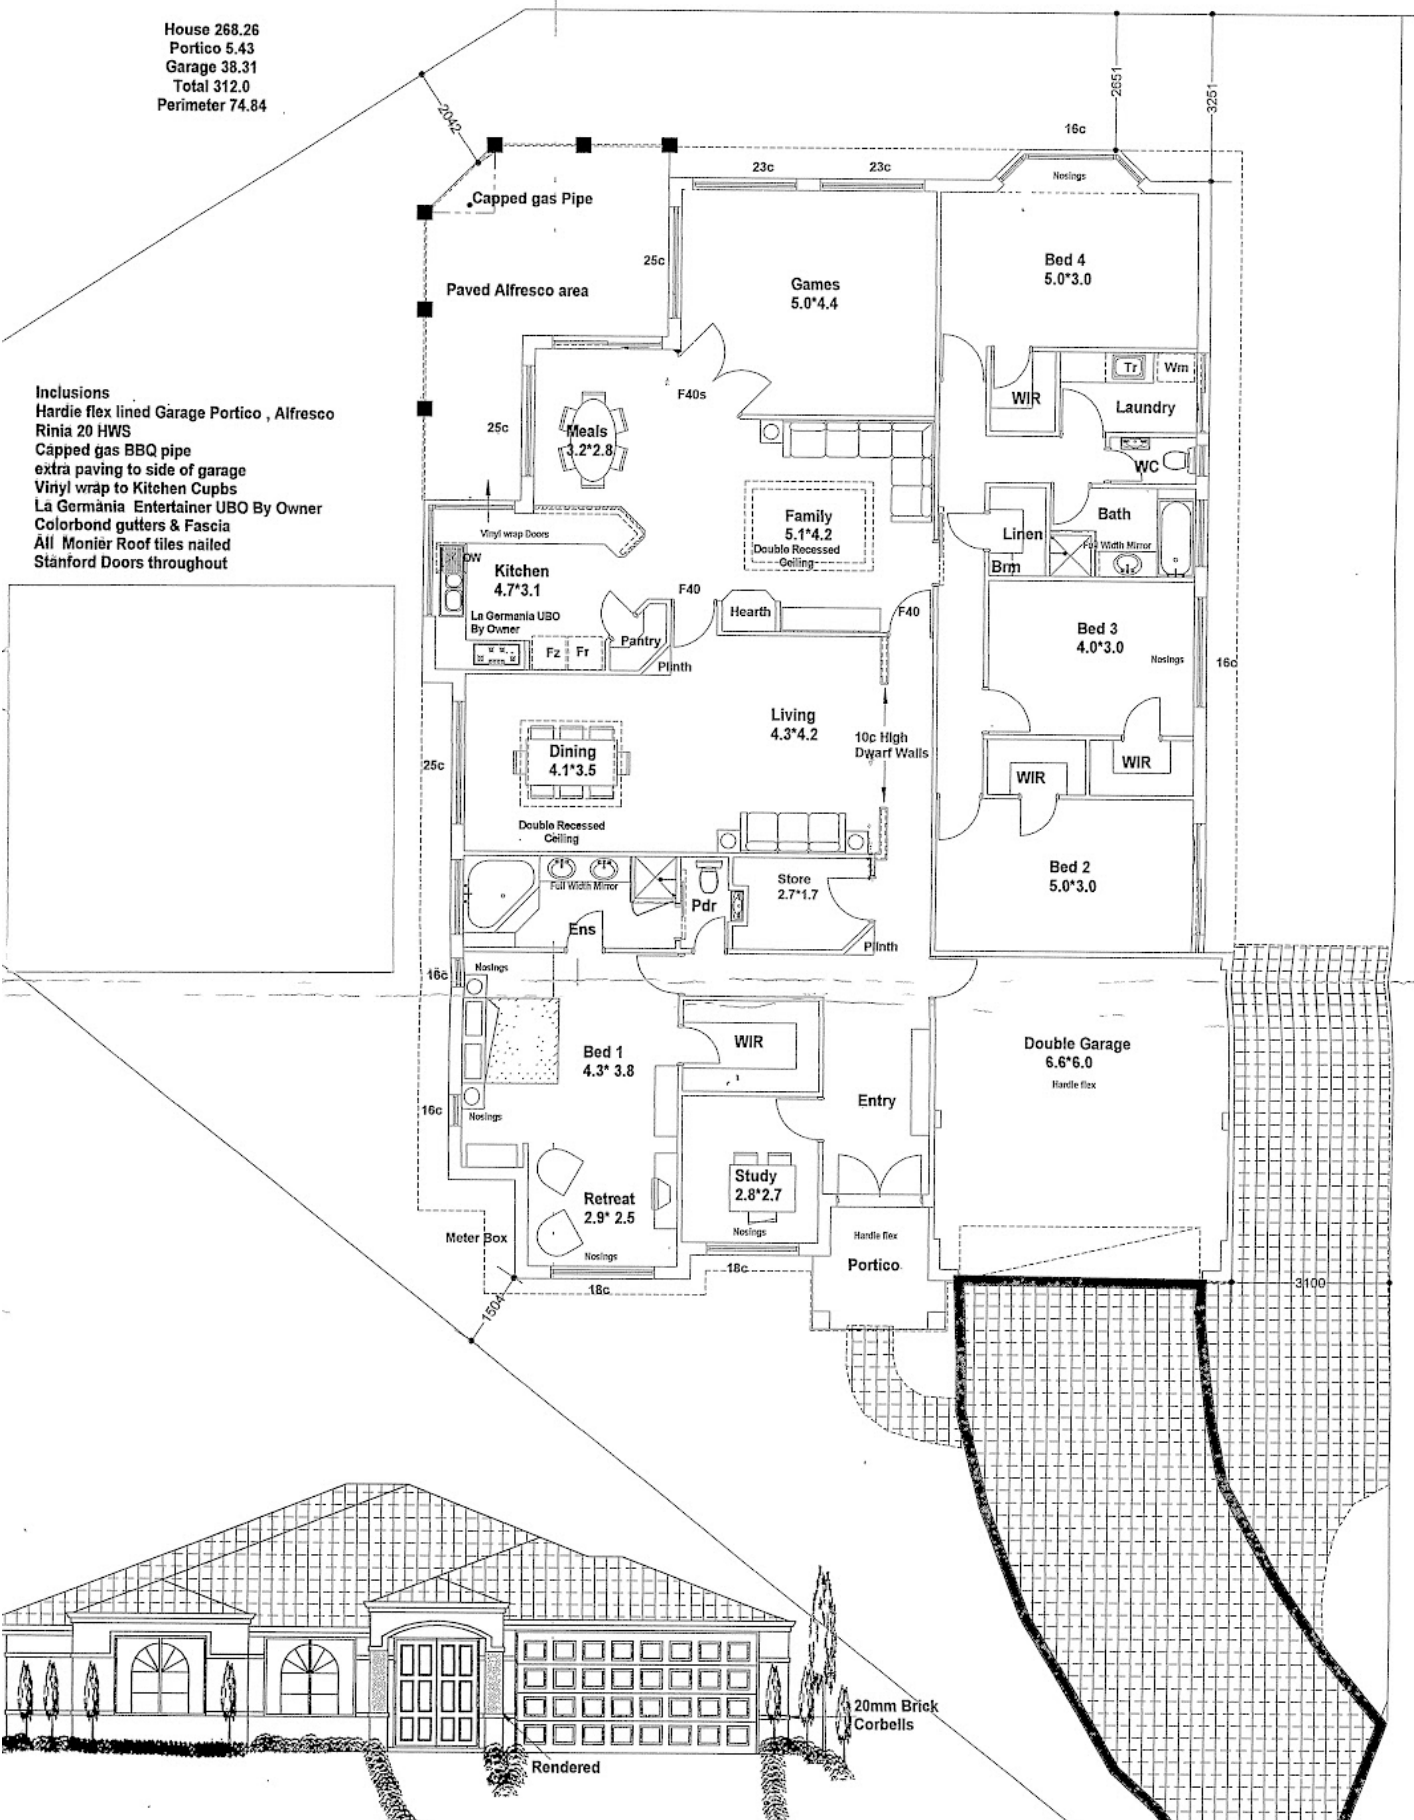 House 268.26
Portico 5.43
Garage 38.31
Total 312.0
Perimeter 74.84
2042
2651
3251
16c
23c
23c
Nosings
Capped gas Pipe
25c
Bed 4
5.0*3.0
Paved Alfresco area
Games
5.0*4.4
Inclusions
Hardie flex lined Garage Portico , Alfresco
Rinia 20 HWS
Capped gas BBQ pipe
extra paving to side of garage
Vinyl wrap to Kitchen Cupbs
La Germania Entertainer UBO By Owner
Colorbond gutters & Fascia
All Monier Roof tiles nailed
Stanford Doors throughout
F40s
WIR
Tr
Wm
Laundry
25c
Meals
3.2*2.8
WC
Family
5.1*4.2
Double Recessed
Ceiling
Linen
Brm
Bath
Full Width Mirror
Vinyl wrap Doors
DW
Kitchen
4.7*3.1
La Germania UBO
By Owner
F40
Hearth
F40
Fz
Fr
Pantry
Plinth
Bed 3
4.0*3.0
Nosings
16c
Living
4.3*4.2
10c High
Dwarf Walls
Dining
4.1*3.5
25c
WIR
WIR
Double Recessed
Ceiling
Bed 2
5.0*3.0
Full Width Mirror
Store
2.7*1.7
Pdr
Ens
Plinth
16c
Nosings
WIR
Bed 1
4.3* 3.8
Double Garage
6.6*6.0
Hardie flex
Entry
16c
Nosings
Study
2.8*2.7
Nosings
Retreat
2.9* 2.5
Nosings
Meter Box
Hardie flex
Portico
18c
18c
1504
3100
20mm Brick
Corbells
Rendered